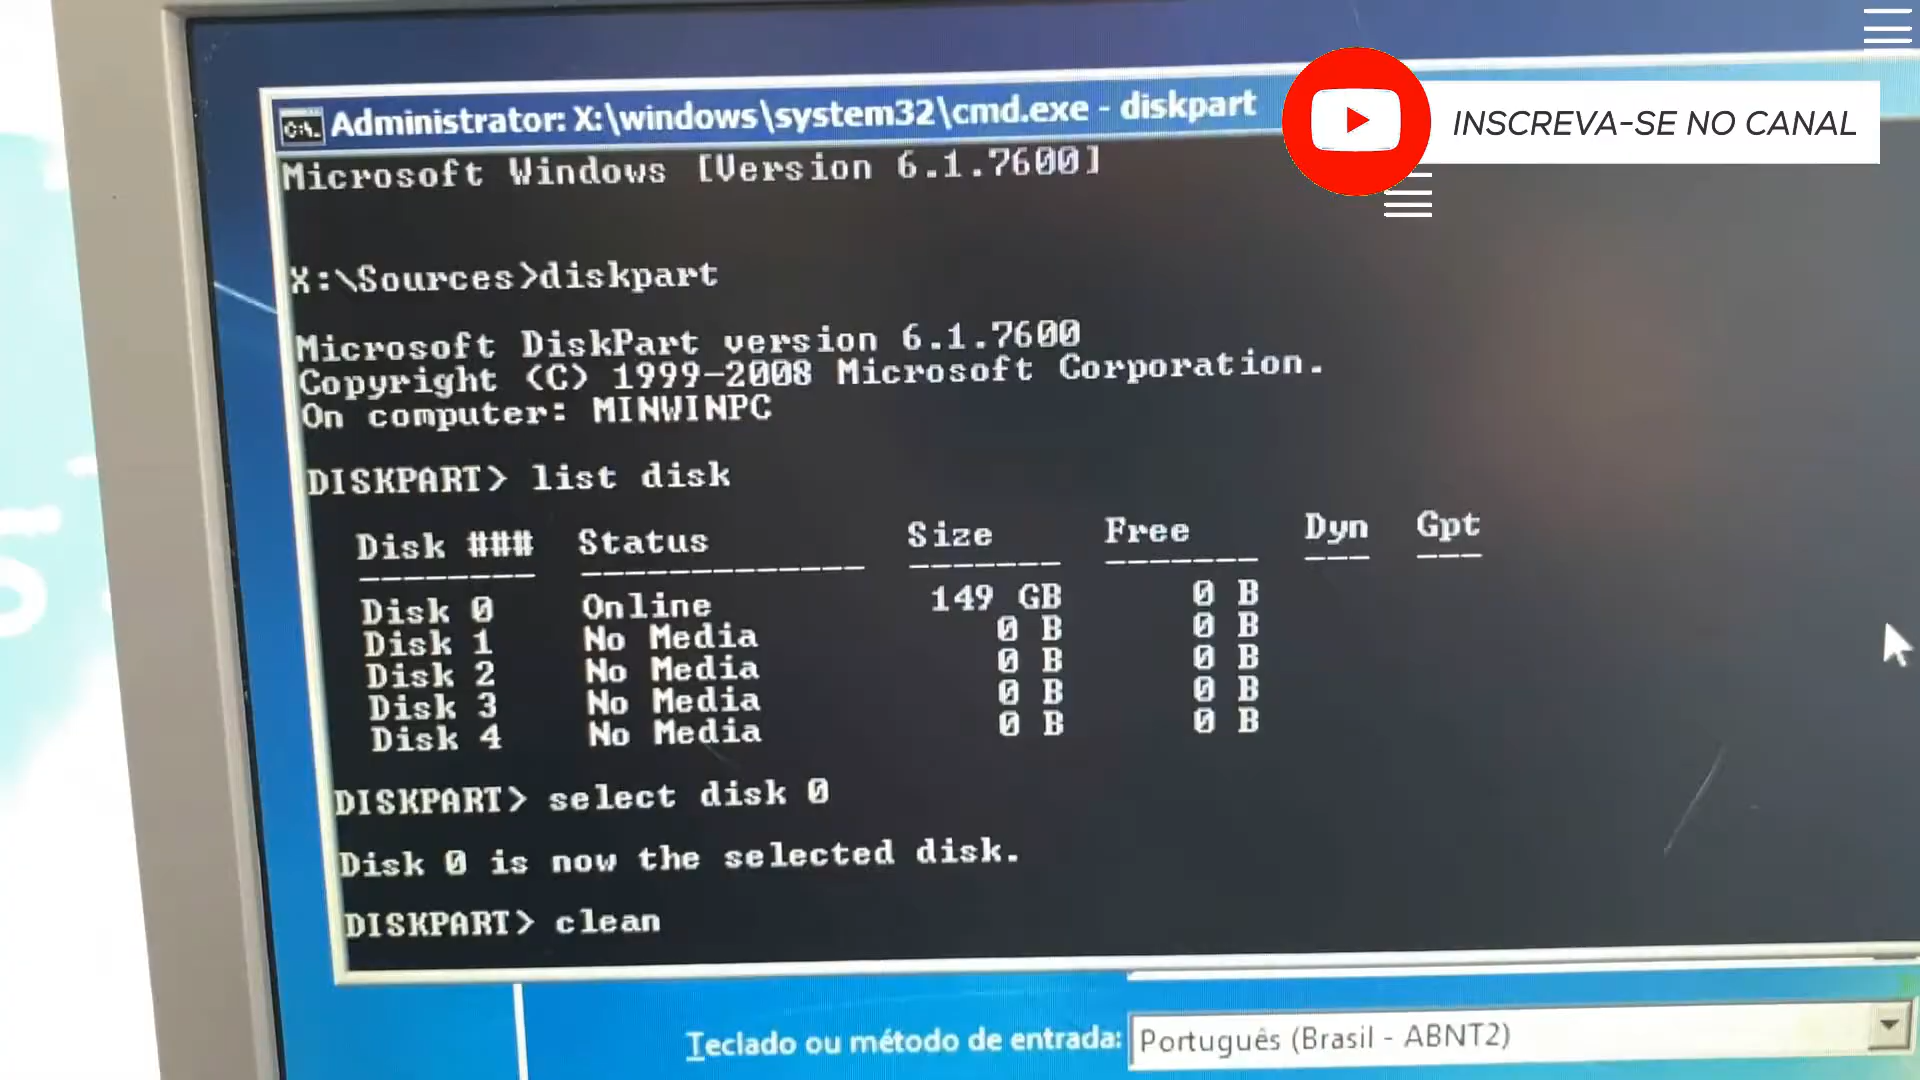 INSCREVA-SE NO CANAL
C:\.
Administrator: X:\windows\system32\cmd.exe - diskpart
Microsoft Windows [Version 6.1.7600]
X:\Sources>diskpart
Microsoft DiskPart version 6.1.7600
Copyright (C) 1999-2008 Microsoft Corporation.
On computer: MINWINPC
DISKPART> list disk
Disk ### Status Size Free Dyn Gpt
-------- ------------- ------- ------- --- ---
Disk 0 Online 149 GB 0 B
Disk 1 No Media 0 B 0 B
Disk 2 No Media 0 B 0 B
Disk 3 No Media 0 B 0 B
Disk 4 No Media 0 B 0 B
DISKPART> select disk 0
Disk 0 is now the selected disk.
DISKPART> clean
Teclado ou método de entrada: Português (Brasil - ABNT2)